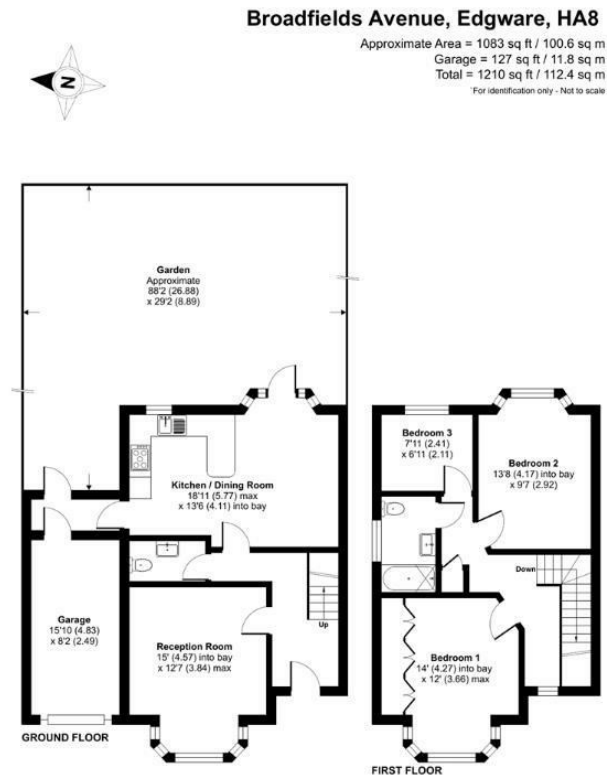 Broadfields Avenue, Edgware, HA8
Approximate Area = 1083 sq ft / 100.6 sq m
Garage = 127 sq ft / 11.8 sq m
Total = 1210 sq ft / 112.4 sq m
For identification only - Not to scale
N
Garden
Approximate
88'2 (26.88)
x 29'2 (8.89)
Kitchen / Dining Room
18'11 (5.77) max
x 13'6 (4.11) into bay
Garage
15'10 (4.83)
x 8'2 (2.49)
Reception Room
15' (4.57) into bay
x 12'7 (3.84) max
Up
GROUND FLOOR
Bedroom 3
7'11 (2.41)
x 6'11 (2.11)
Bedroom 2
13'8 (4.17) into bay
x 9'7 (2.92)
Down
Bedroom 1
14' (4.27) into bay
x 12' (3.66) max
FIRST FLOOR